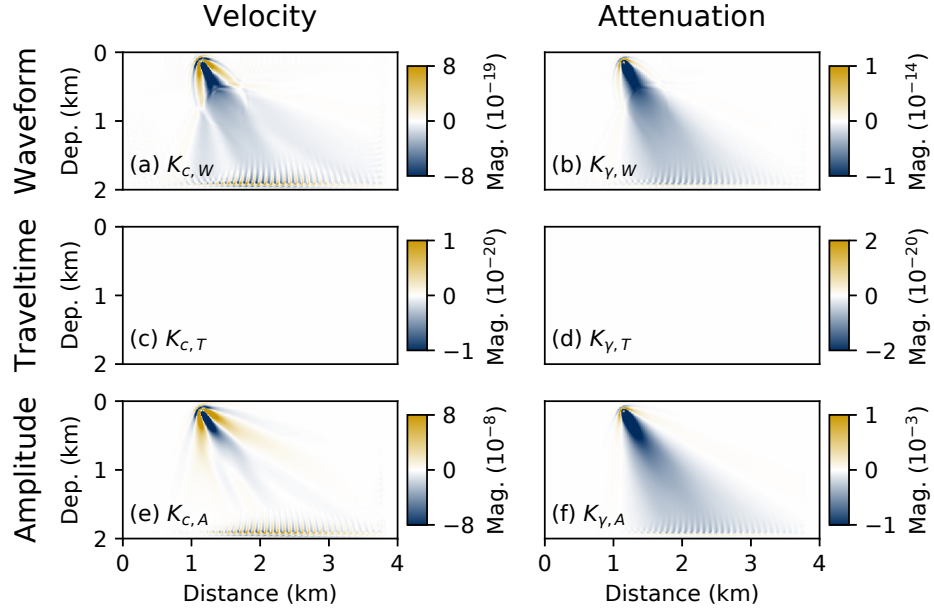 Velocity
Attenuation
Waveform
Dep. (km)
0
1
2
(a) K_{c,W}
8
0
−8
Mag. (10^{−19})
(b) K_{γ,W}
1
0
−1
Mag. (10^{−14})
Traveltime
Dep. (km)
0
1
2
(c) K_{c,T}
1
0
−1
Mag. (10^{−20})
(d) K_{γ,T}
2
0
−2
Mag. (10^{−20})
Amplitude
Dep. (km)
0
1
2
(e) K_{c,A}
8
0
−8
Mag. (10^{−8})
(f) K_{γ,A}
1
0
−1
Mag. (10^{−3})
0 1 2 3 4
0 1 2 3 4
Distance (km)
Distance (km)